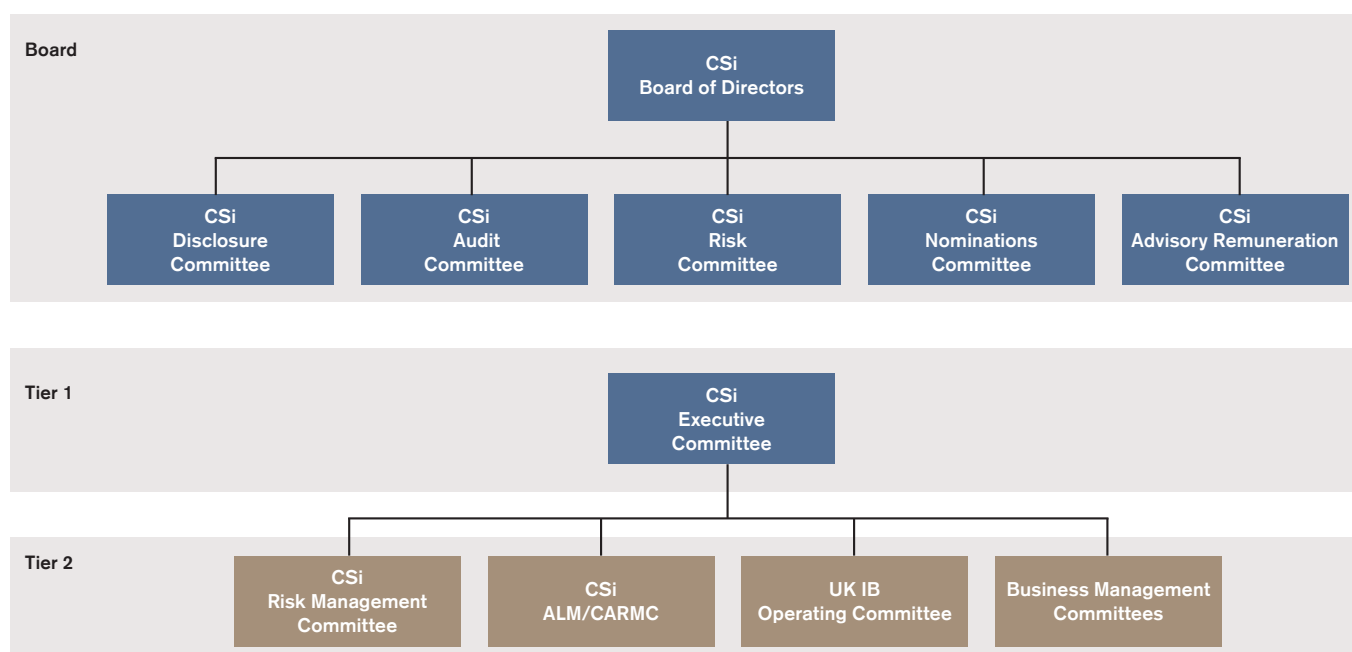 Board
CSi
Board of Directors
CSi
Disclosure
Committee
CSi
Audit
Committee
CSi
Risk
Committee
CSi
Nominations
Committee
CSi
Advisory Remuneration
Committee
Tier 1
CSi
Executive
Committee
Tier 2
CSi
Risk Management
Committee
CSi
ALM/CARMC
UK IB
Operating Committee
Business Management
Committees